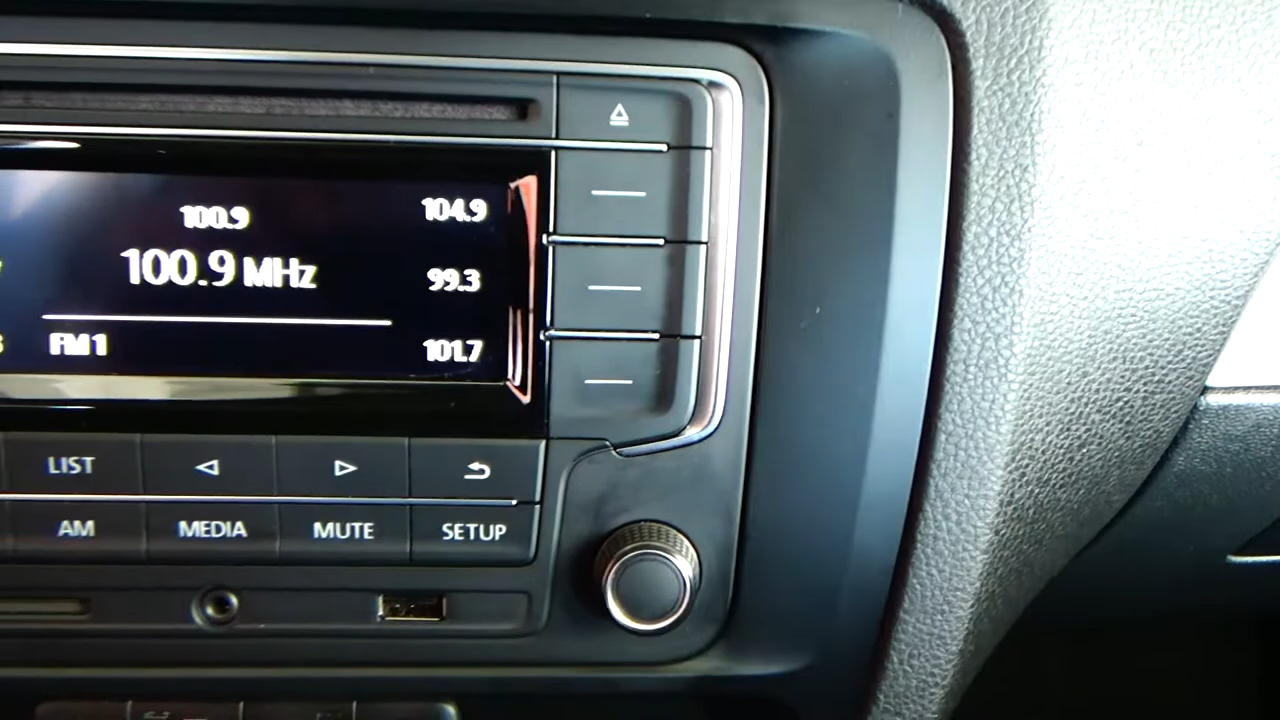 100.9
104.9
100.9 MHz
99.3
FM1
101.7
LIST
AM
MEDIA
MUTE
SETUP